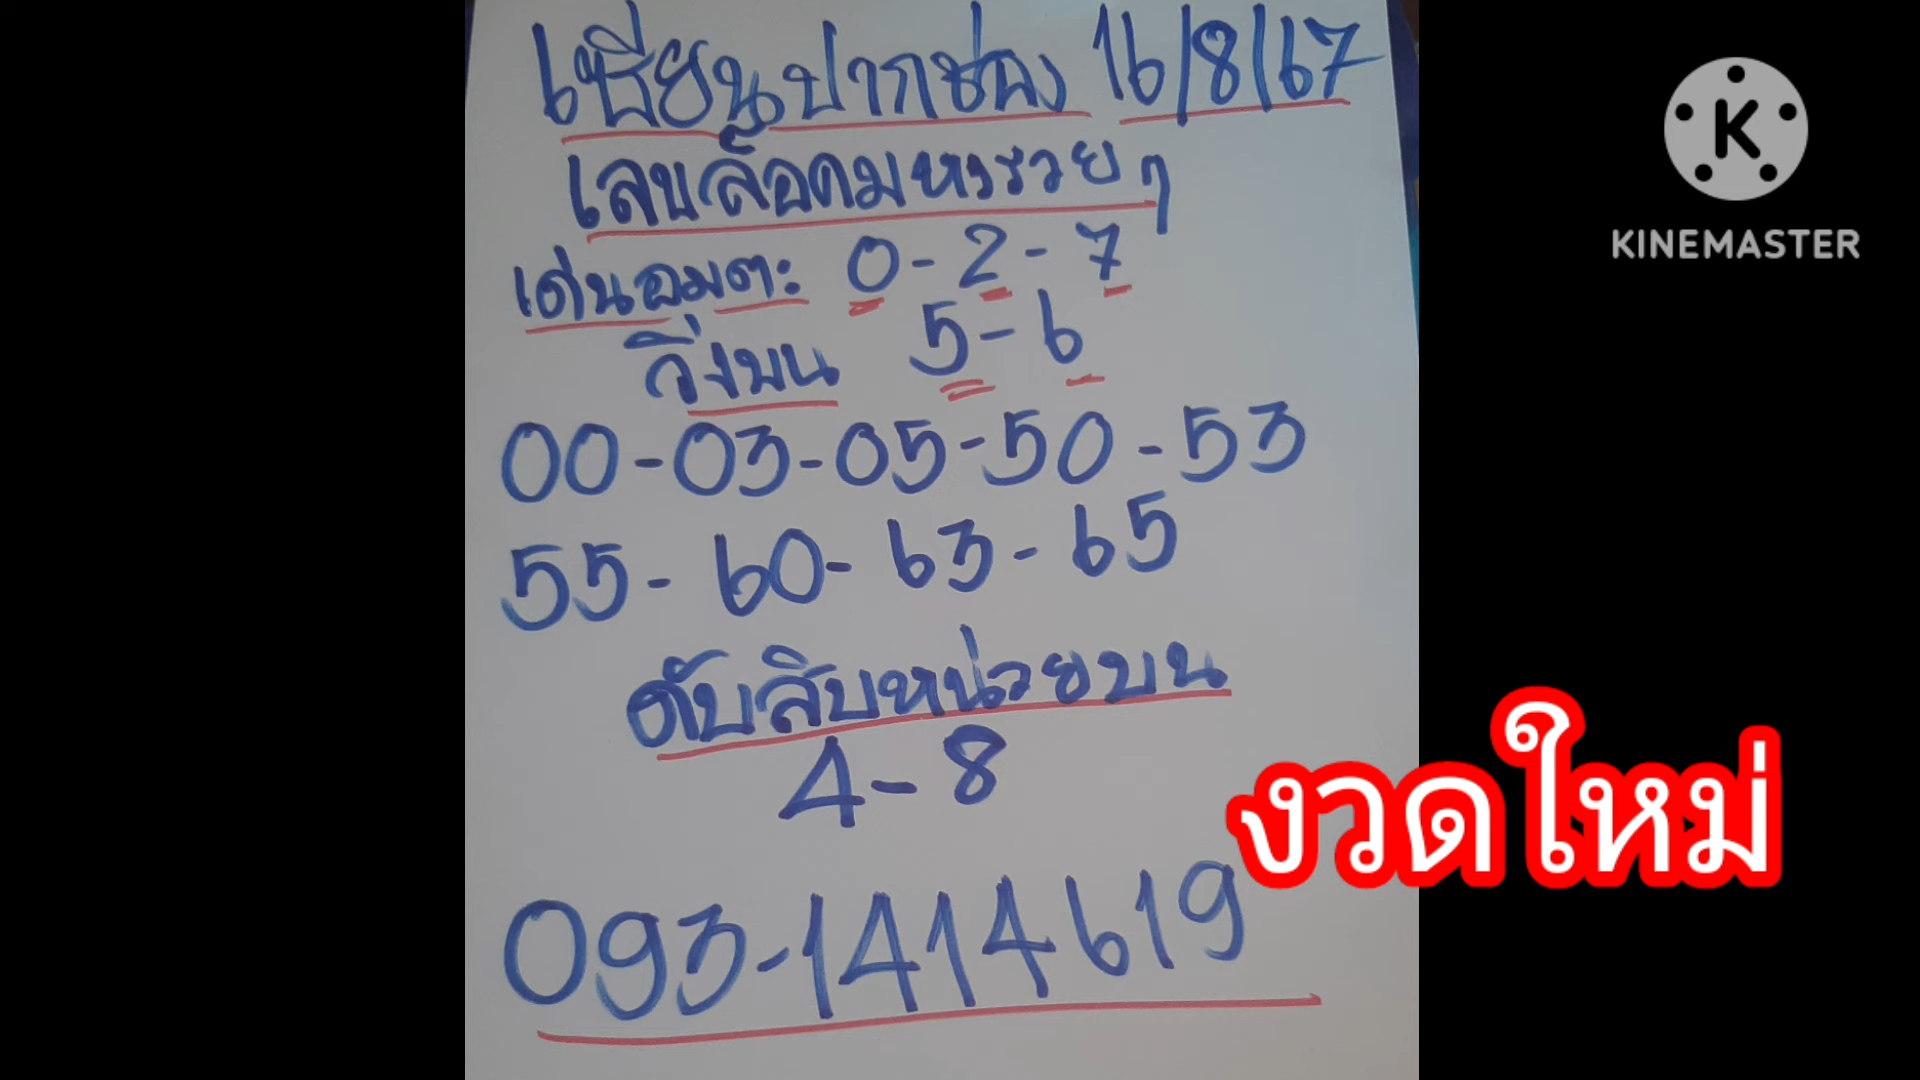 เซียนปากช่อง 16/8/67
เลขล็อคมหารวยๆ
เด่นอมตะ 0-2-7
วิ่งบน 5-6
00-03-05-50-53
55-60-63-65
ดับสิบหน่วยบน
4-8
093-1414619
งวดใหม่
K
KINEMASTER